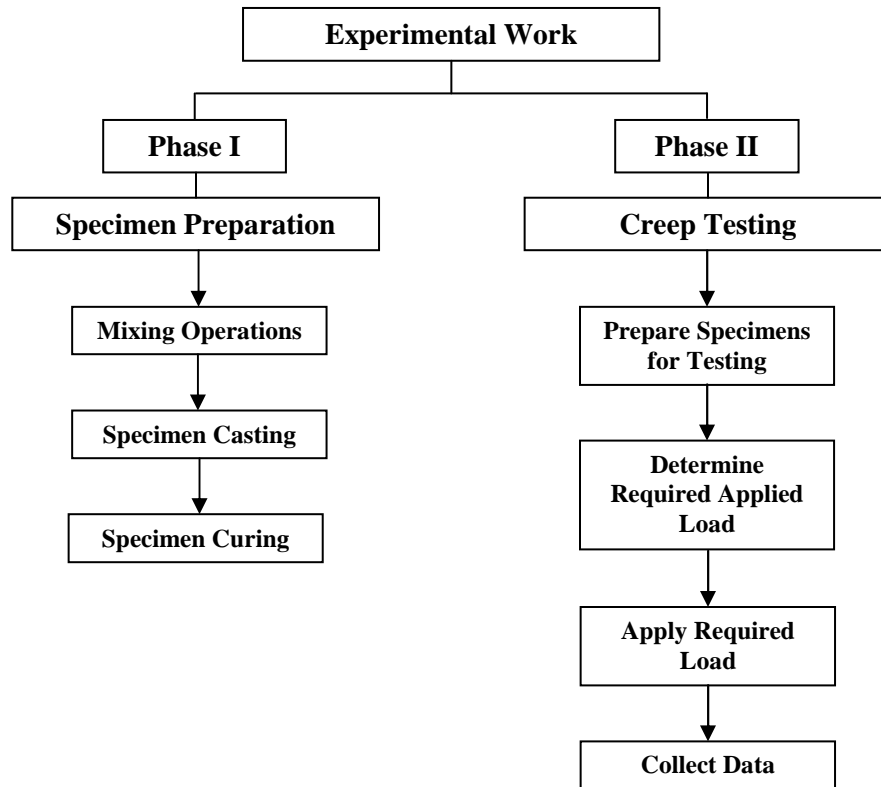 Experimental Work
Phase I
Phase II
Specimen Preparation
Creep Testing
Mixing Operations
Prepare Specimens
for Testing
Specimen Casting
Determine
Required Applied
Load
Specimen Curing
Apply Required
Load
Collect Data